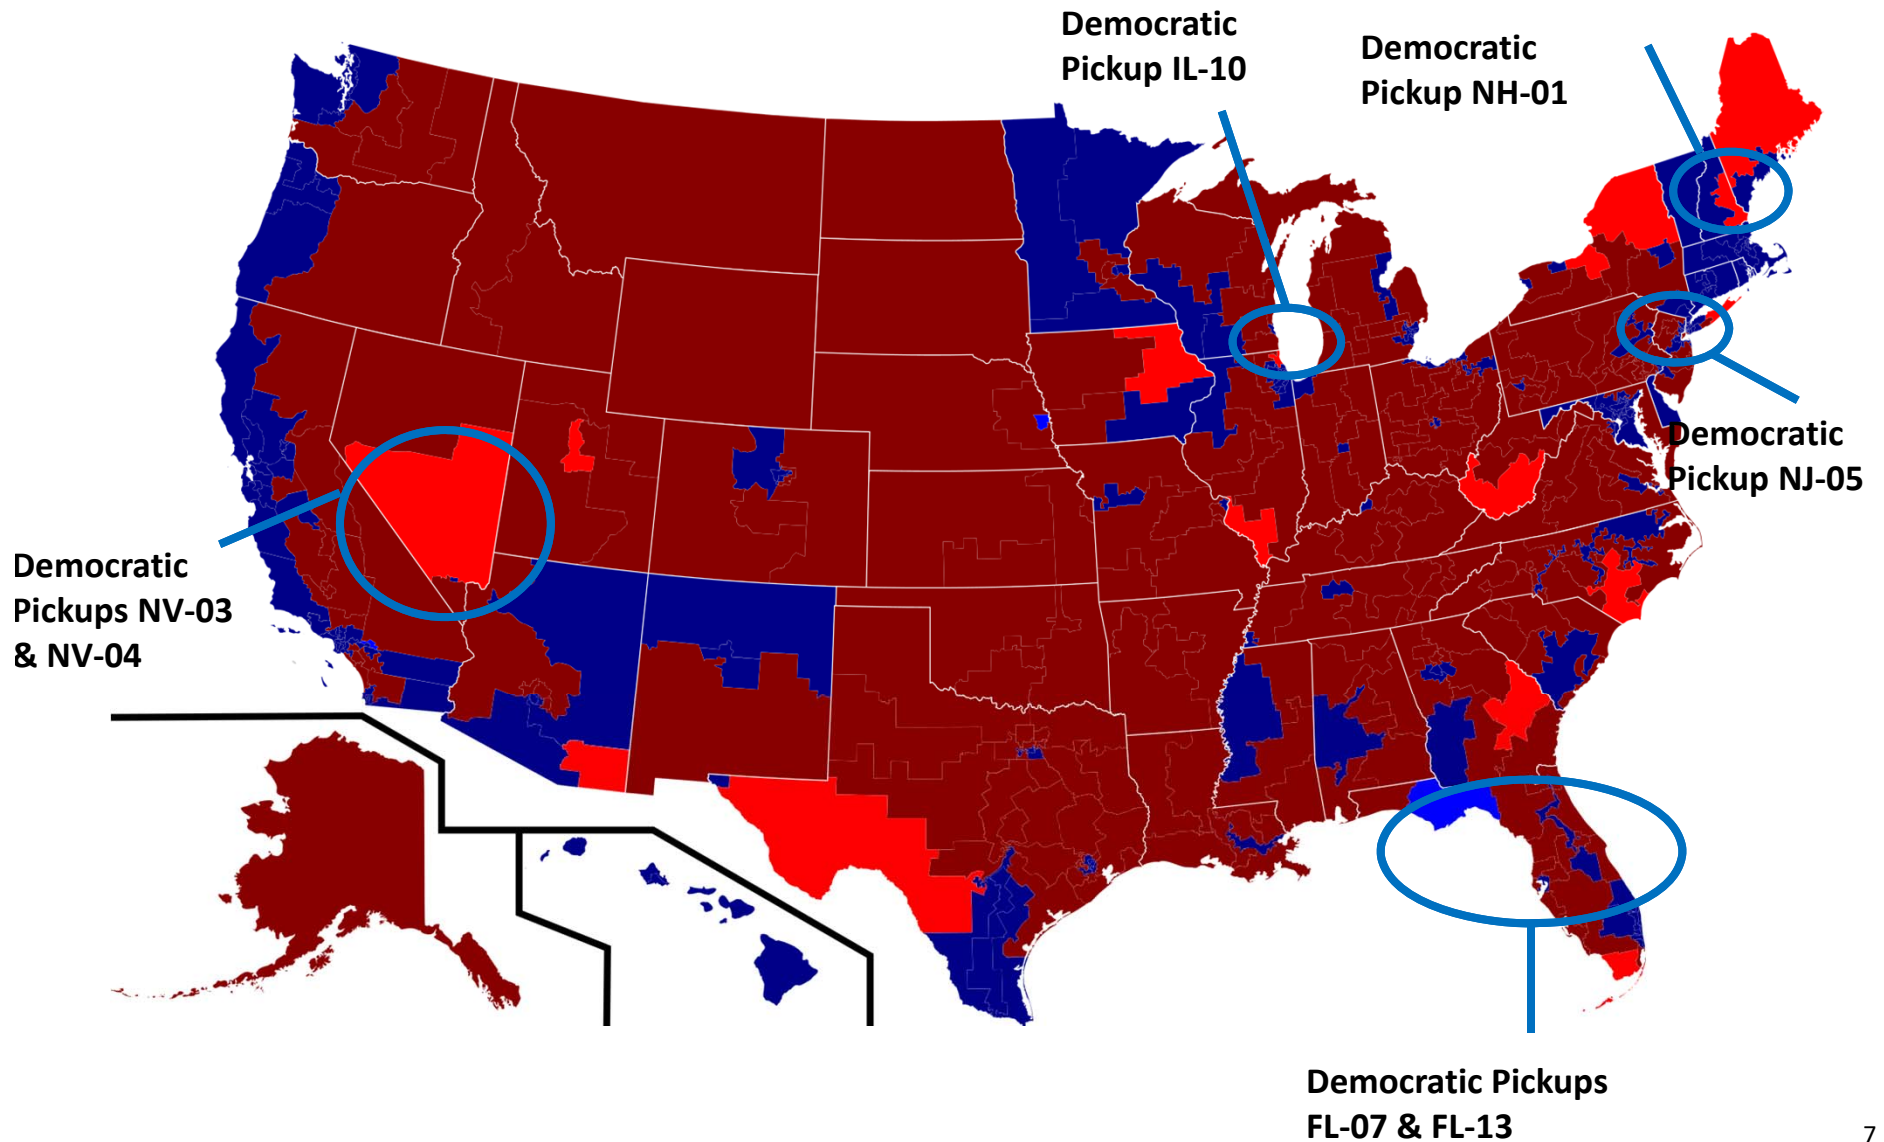 Democratic
Pickup IL-10
Democratic
Pickup NH-01
Democratic
Pickup NJ-05
Democratic
Pickups NV-03
& NV-04
Democratic Pickups
FL-07 & FL-13
7